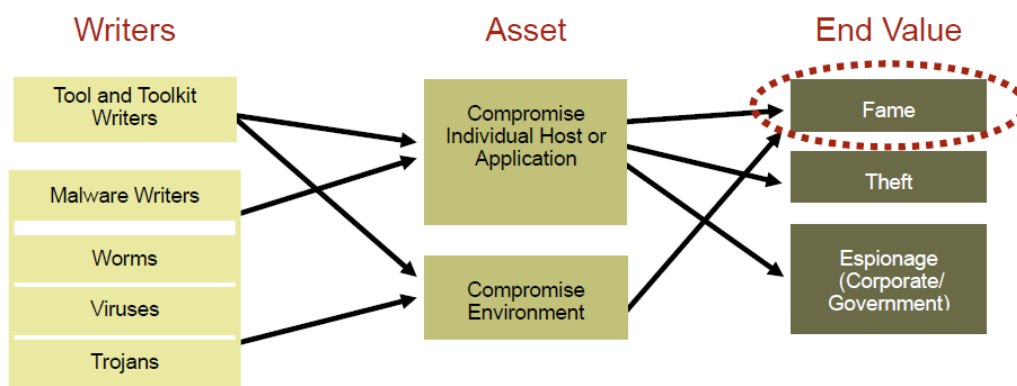 Writers
Asset
End Value
Tool and Toolkit
Writers
Malware Writers
Worms
Viruses
Trojans
Compromise
Individual Host or
Application
Compromise
Environment
Fame
Theft
Espionage
(Corporate/
Government)